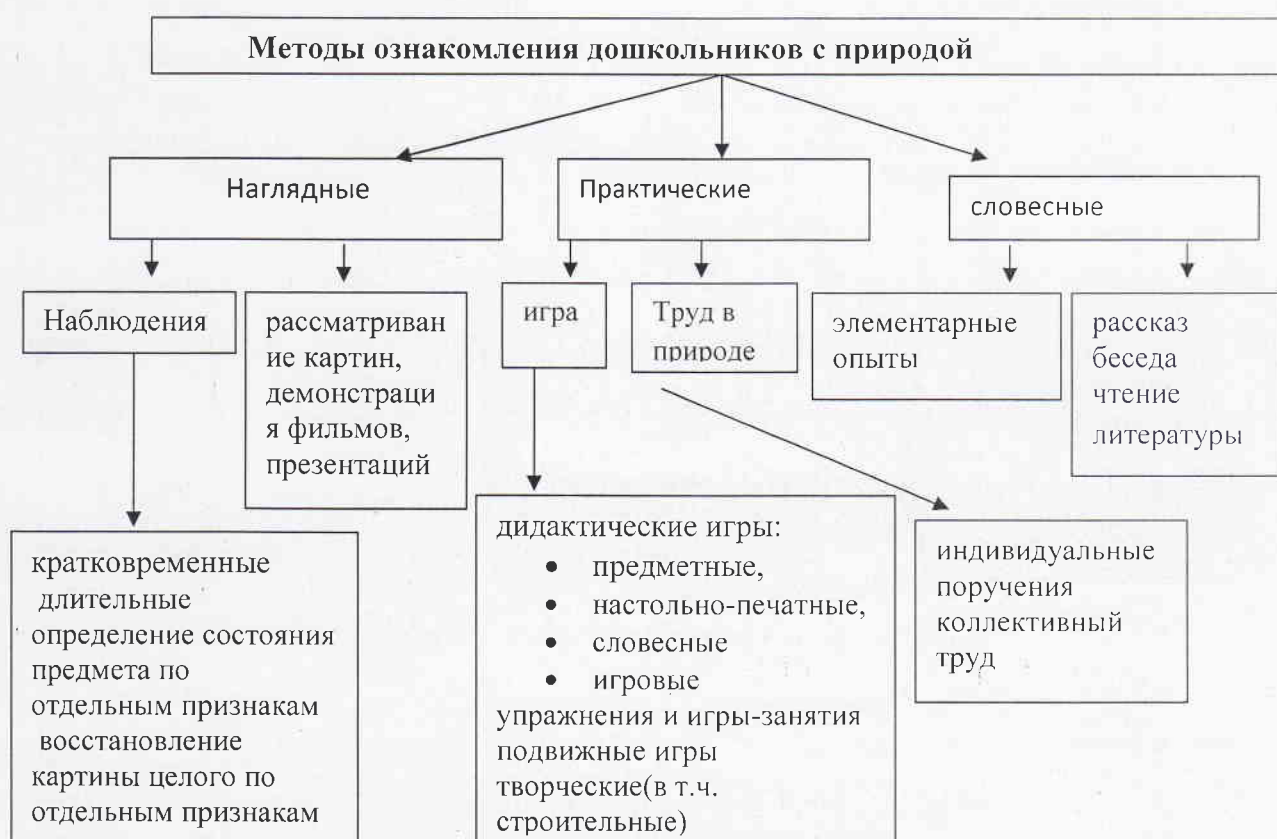 Методы ознакомления дошкольников с природой
Наглядные
Практические
словесные
Наблюдения
рассматриван
ие картин,
демонстраци
я фильмов,
презентаций
игра
Труд в
природе
элементарные
опыты
рассказ
беседа
чтение
литературы
кратковременные
длительные
определение состояния
предмета по
отдельным признакам
восстановление
картины целого по
отдельным признакам
дидактические игры:
• предметные,
• настольно-печатные,
• словесные
• игровые
упражнения и игры-занятия
подвижные игры
творческие(в т.ч.
строительные)
индивидуальные
поручения
коллективный
труд